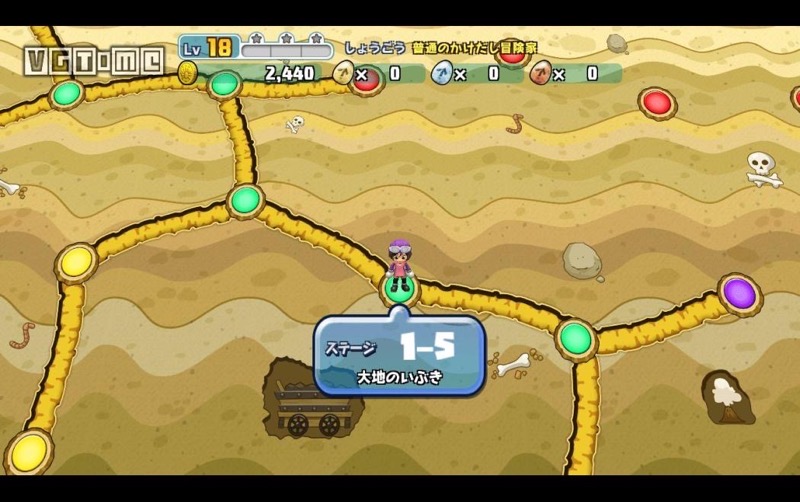 VGTIME
Lv 18
しょうごう 普通のかけだし冒険家
2,440 × 0 × 0 × 0
ステージ 1-5
大地のいぶき